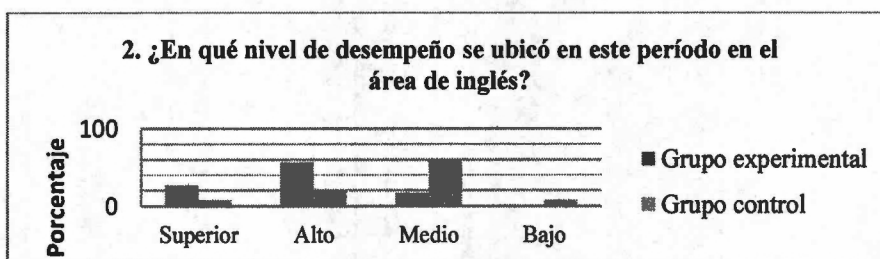 2. ¿En qué nivel de desempeño se ubicó en este período en el
área de inglés?
Porcentaje
100
0
Superior Alto Medio Bajo
Grupo experimental
Grupo control